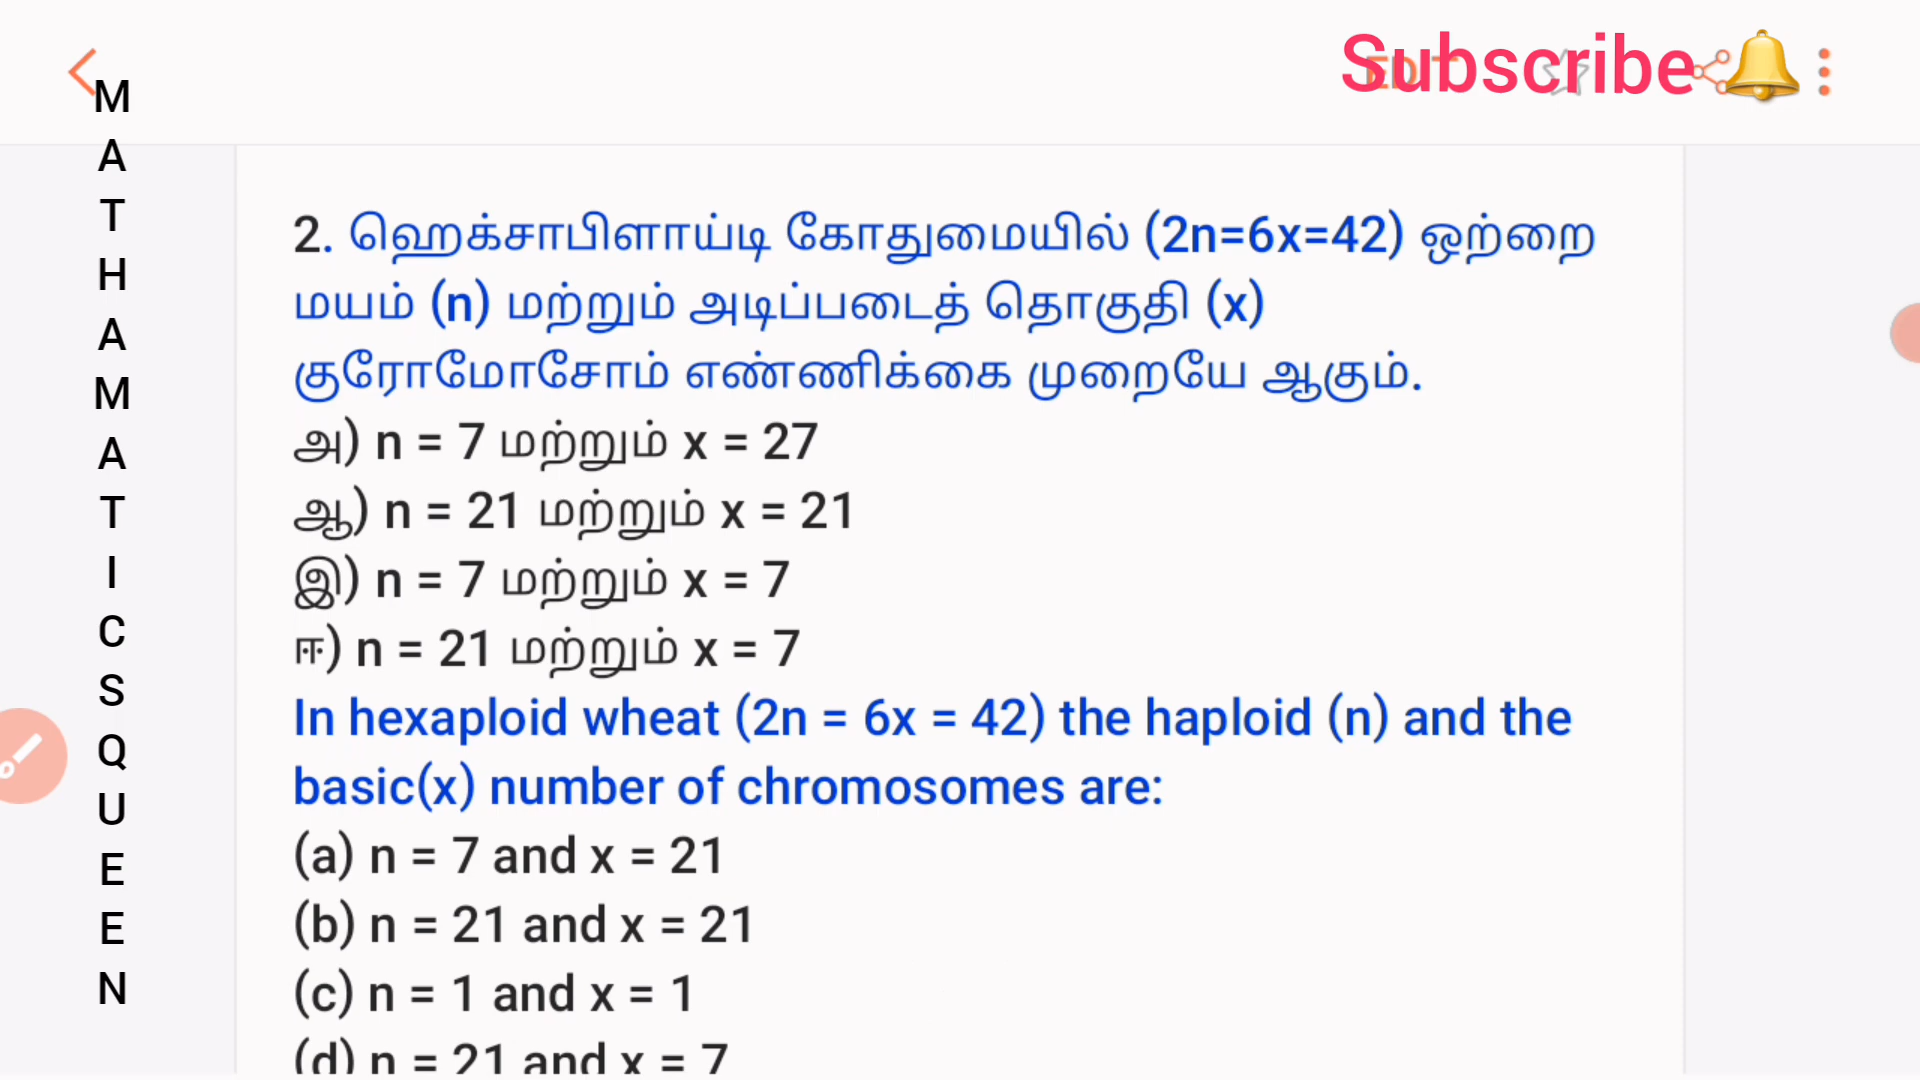 Subscribe🔔
MATHAMATICSQUEEN
2. ஹெக்சாபிளாய்டி கோதுமையில் (2n=6x=42) ஒற்றை
மயம் (n) மற்றும் அடிப்படைத் தொகுதி (x)
குரோமோசோம் எண்ணிக்கை முறையே ஆகும்.
அ) n = 7 மற்றும் x = 27
ஆ) n = 21 மற்றும் x = 21
இ) n = 7 மற்றும் x = 7
ஈ) n = 21 மற்றும் x = 7
In hexaploid wheat (2n = 6x = 42) the haploid (n) and the
basic(x) number of chromosomes are:
(a) n = 7 and x = 21
(b) n = 21 and x = 21
(c) n = 1 and x = 1
(d) n = 21 and x = 7